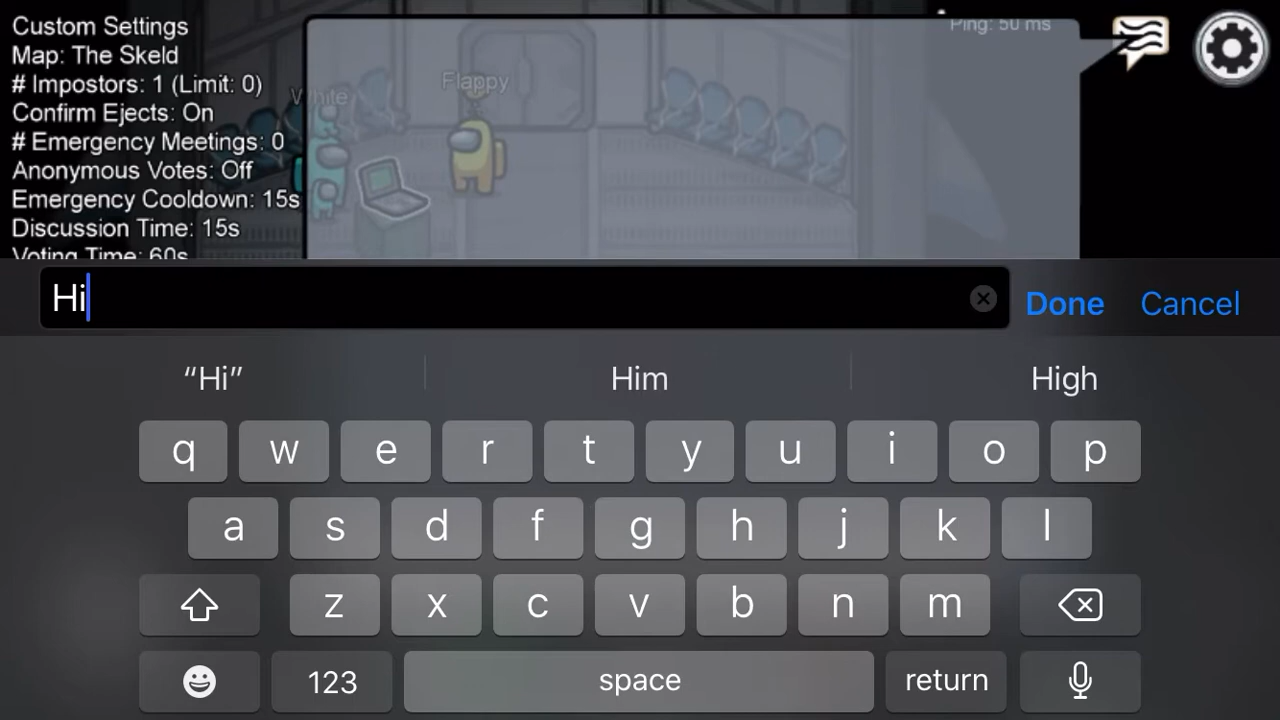 Custom Settings
Map: The Skeld
# Impostors: 1 (Limit: 0)
Confirm Ejects: On
# Emergency Meetings: 0
Anonymous Votes: Off
Emergency Cooldown: 15s
Discussion Time: 15s
Voting Time: 60s
Ping: 50 ms
White
Flappy
Hi
Done
Cancel
“Hi”
Him
High
q w e r t y u i o p
a s d f g h j k l
z x c v b n m
123
space
return